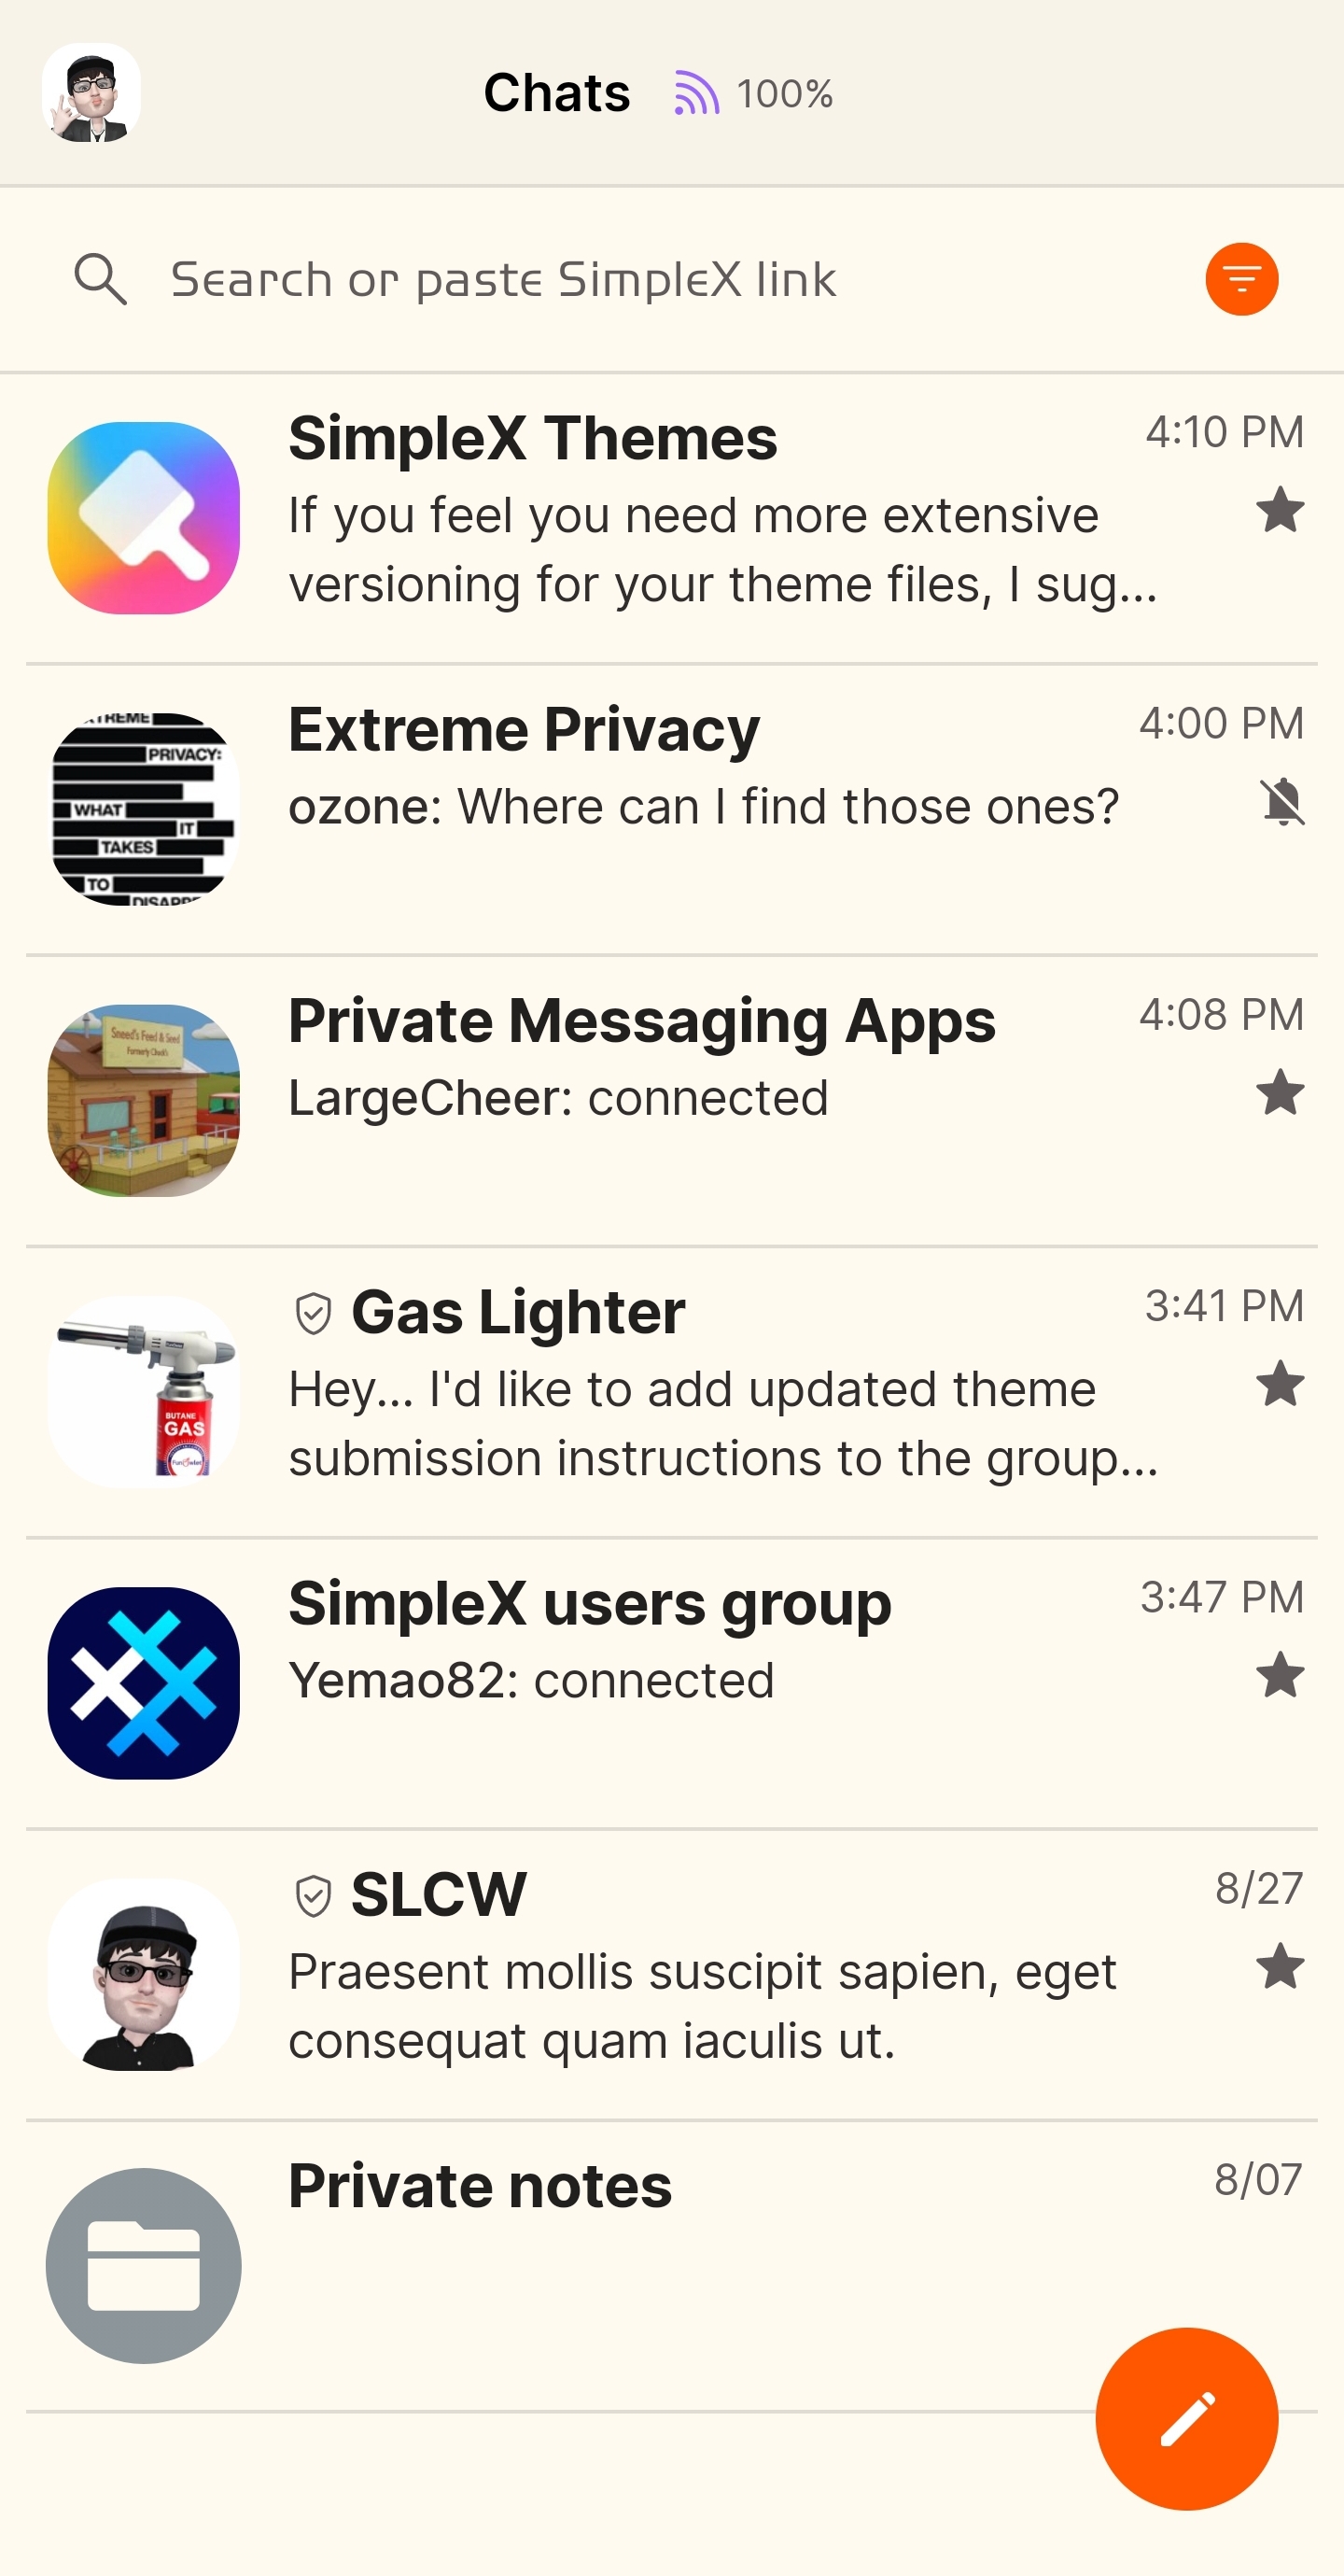 Chats 100%
Search or paste SimpleX link
SimpleX Themes 4:10 PM
If you feel you need more extensive
versioning for your theme files, I sug...
Extreme Privacy 4:00 PM
PRIVACY:
WHAT
IT
TAKES
TO
ozone: Where can I find those ones?
Private Messaging Apps 4:08 PM
Sneed's Feed & Seed
Formerly Chuck's
LargeCheer: connected
Gas Lighter 3:41 PM
BUTANE
GAS
Hey... I'd like to add updated theme
submission instructions to the group...
SimpleX users group 3:47 PM
Yemao82: connected
SLCW 8/27
Praesent mollis suscipit sapien, eget
consequat quam iaculis ut.
Private notes 8/07